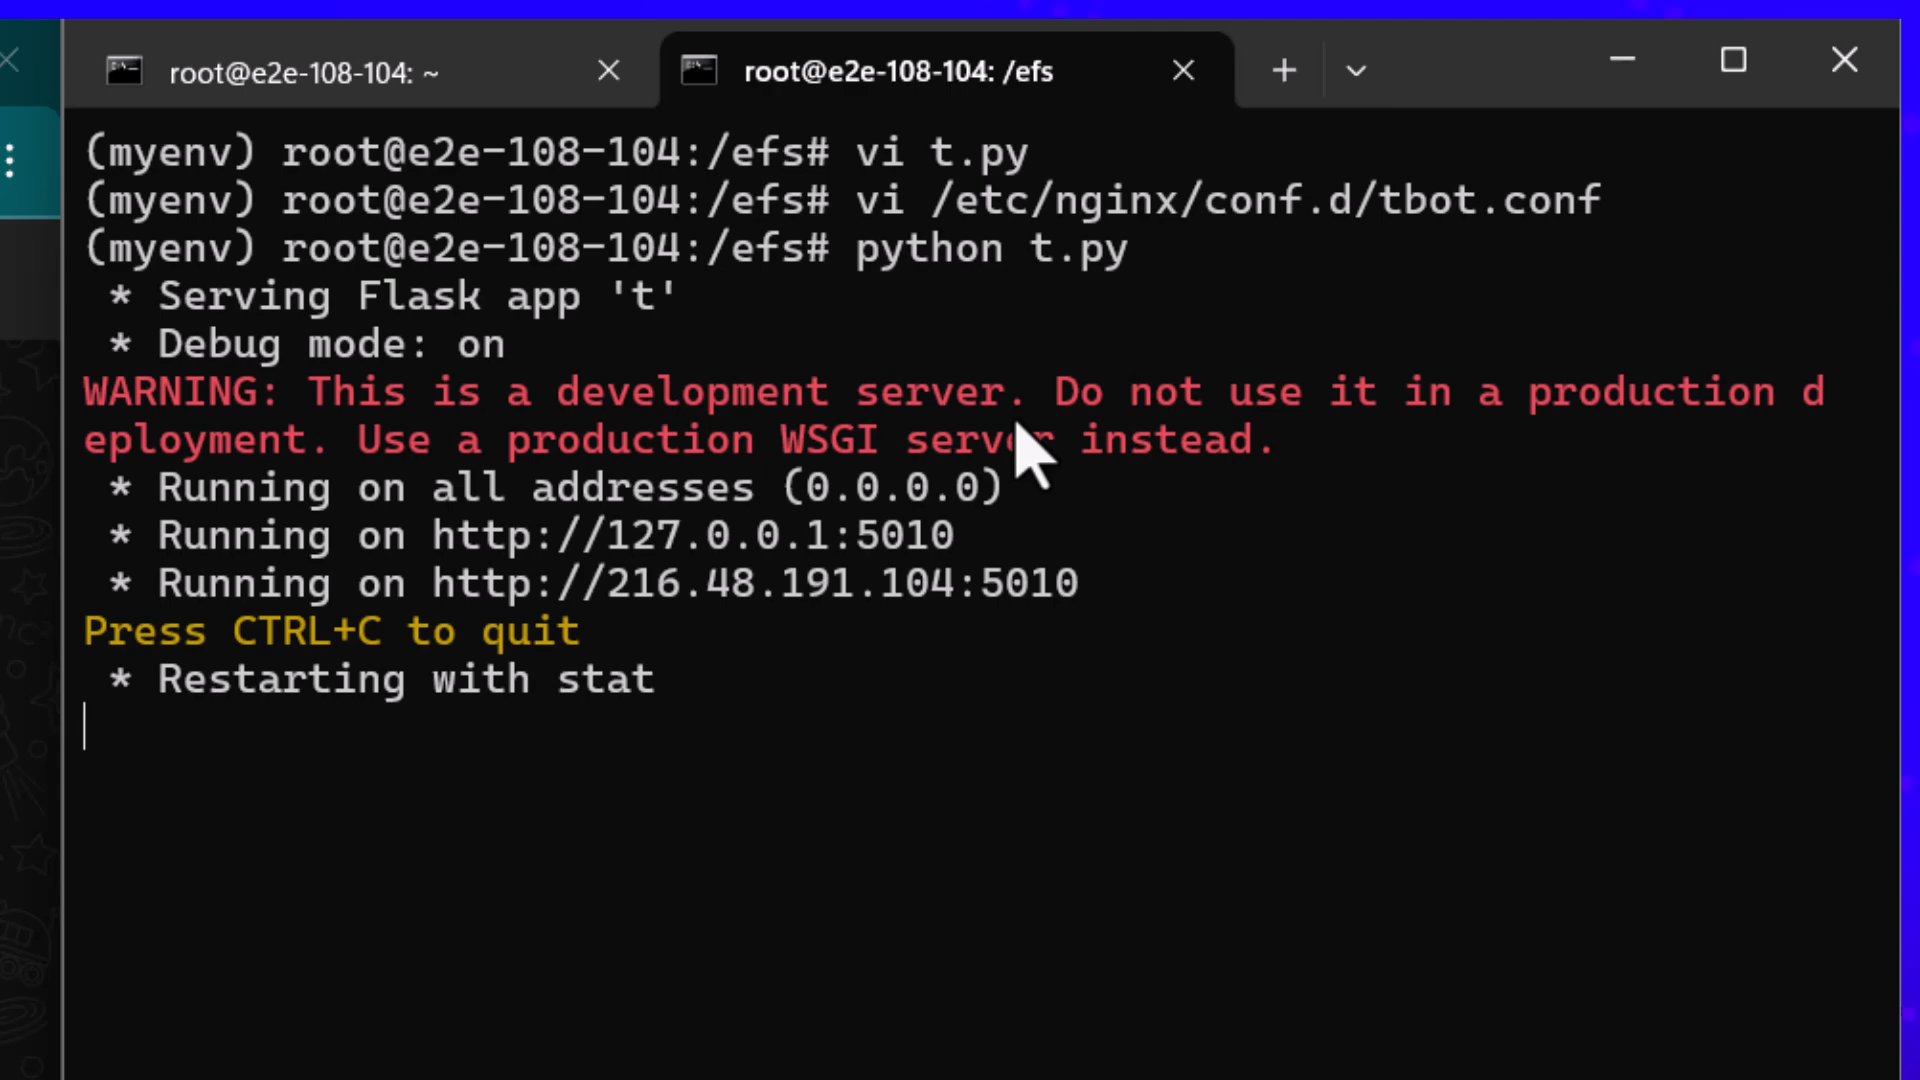 root@e2e-108-104: ~
root@e2e-108-104: /efs
(myenv) root@e2e-108-104:/efs# vi t.py
(myenv) root@e2e-108-104:/efs# vi /etc/nginx/conf.d/tbot.conf
(myenv) root@e2e-108-104:/efs# python t.py
* Serving Flask app 't'
* Debug mode: on
WARNING: This is a development server. Do not use it in a production d
eployment. Use a production WSGI server instead.
* Running on all addresses (0.0.0.0)
* Running on http://127.0.0.1:5010
* Running on http://216.48.191.104:5010
Press CTRL+C to quit
* Restarting with stat